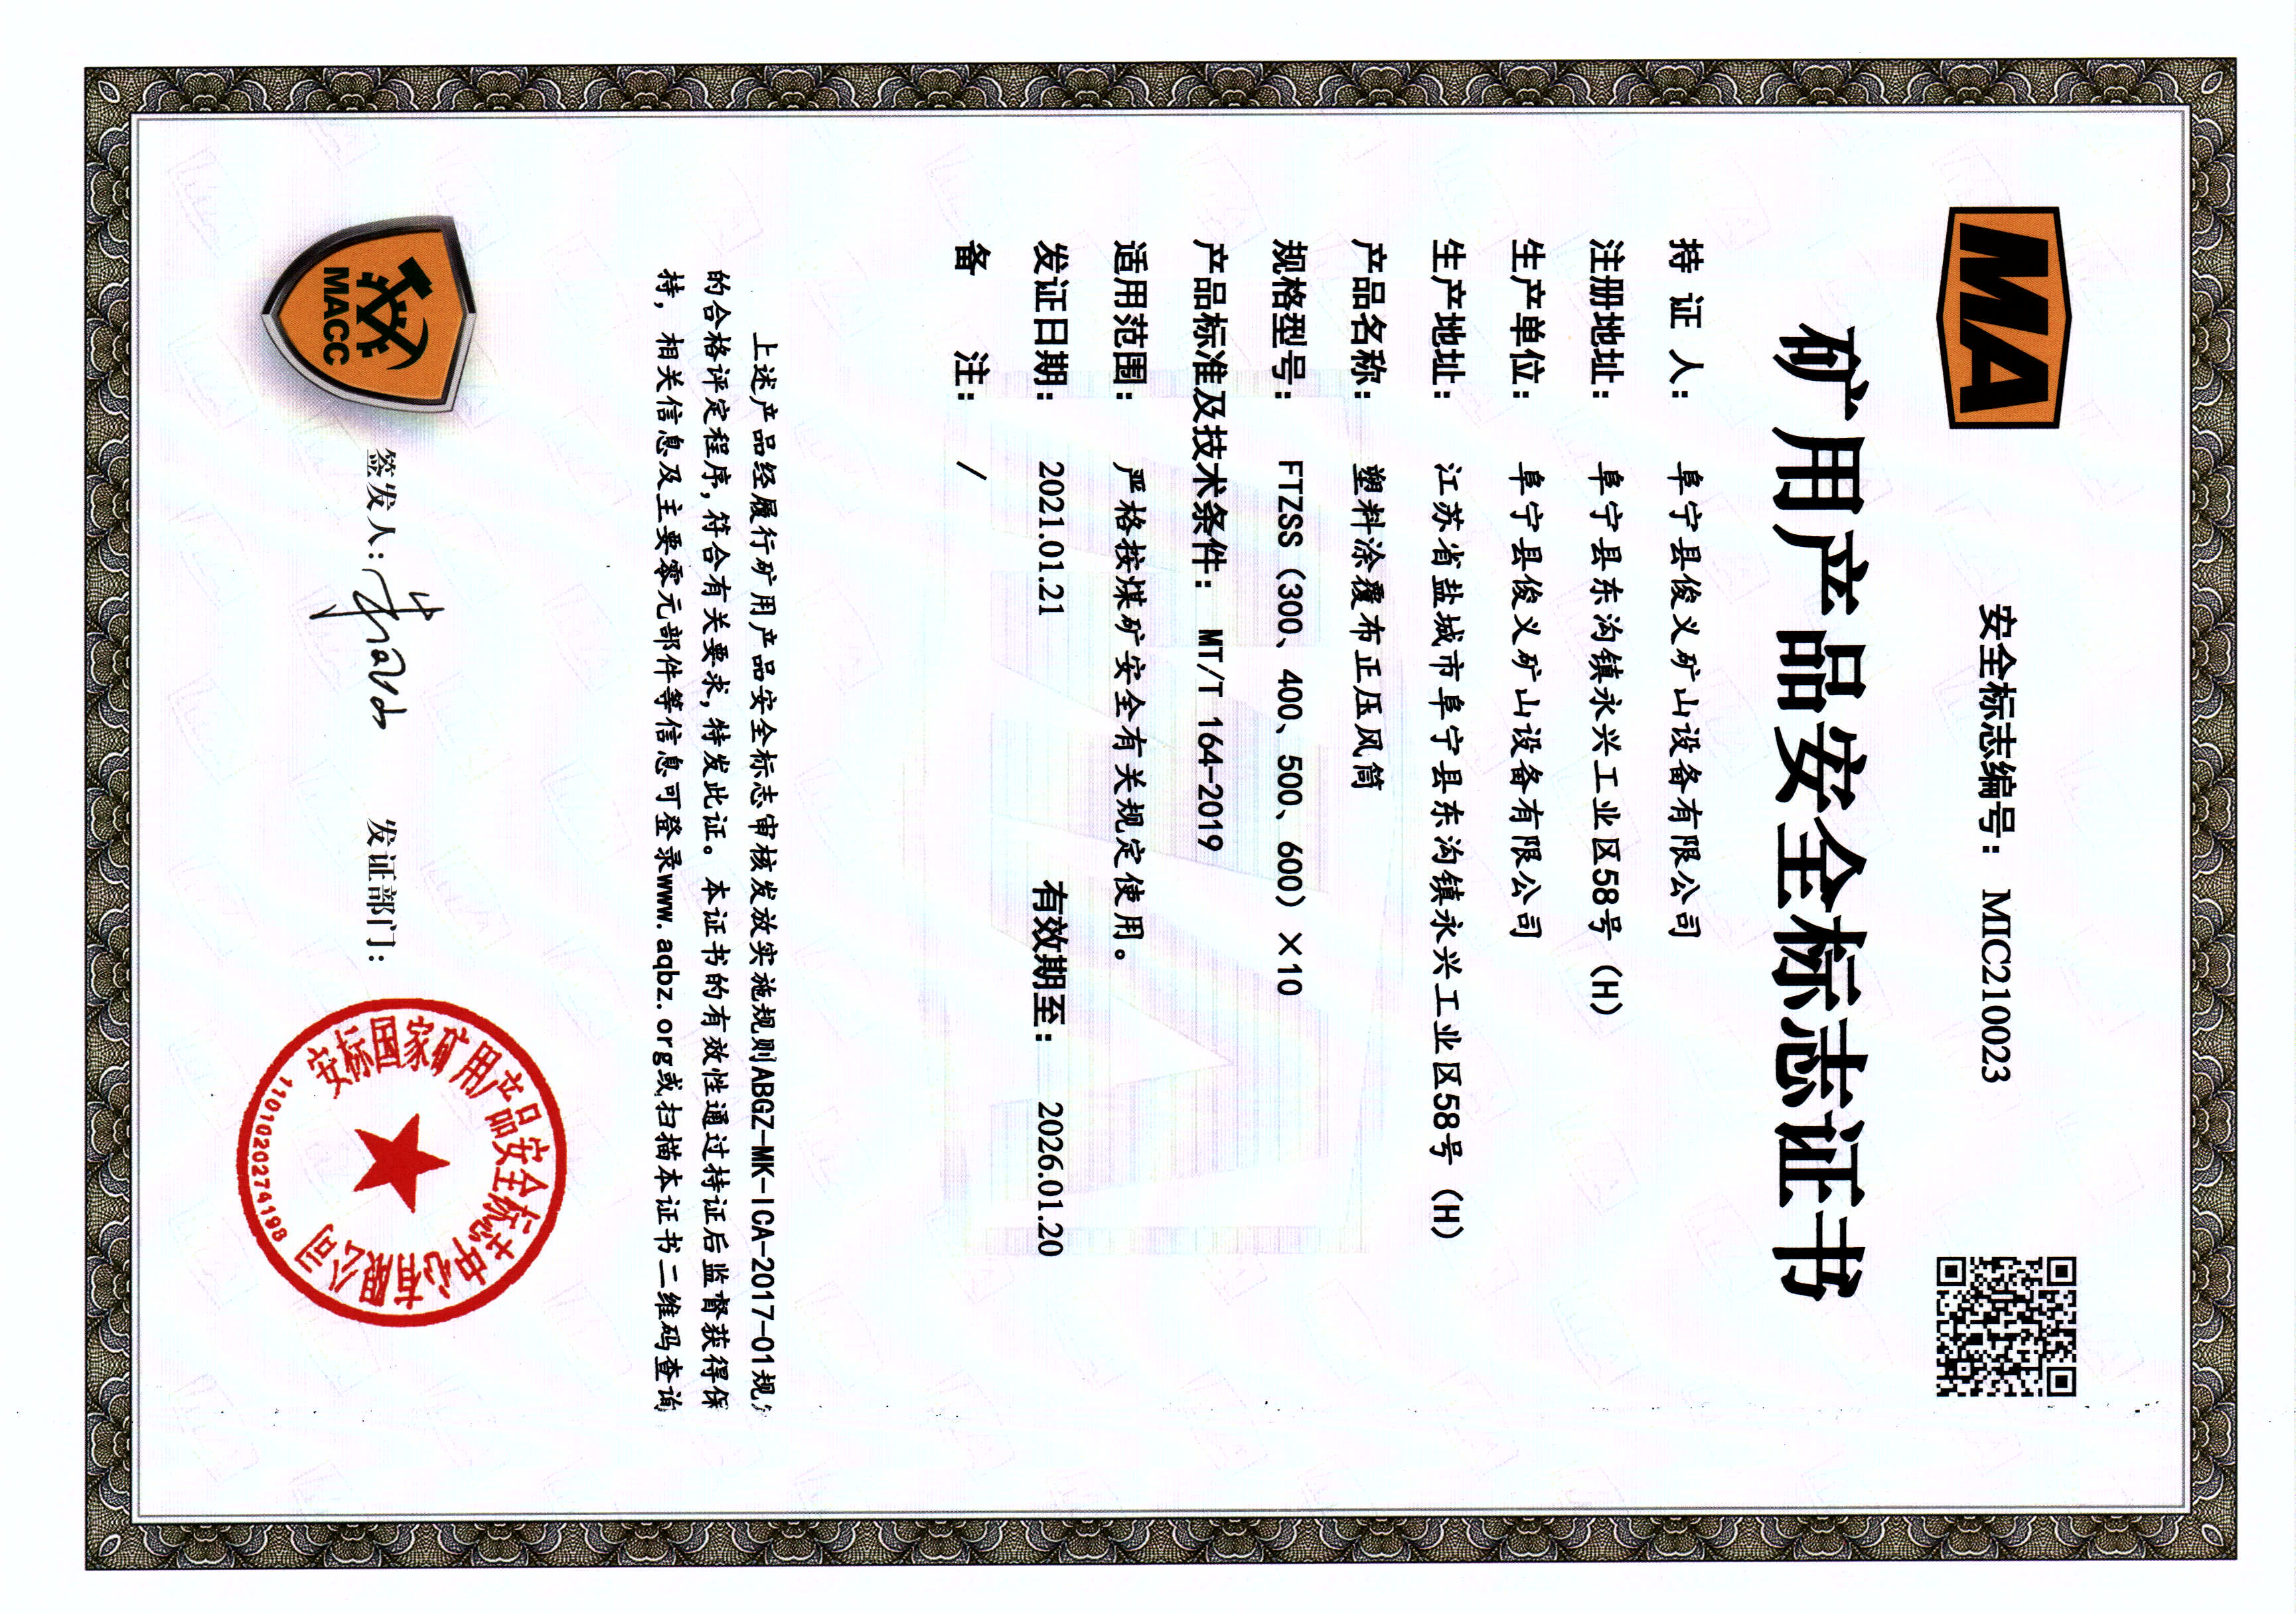 MA
安全标志编号：MIC210023
矿用产品安全标志证书
持 证 人： 阜宁县俊义矿山设备有限公司
注册地址： 阜宁县东沟镇永兴工业区58号（H）
生产单位： 阜宁县俊义矿山设备有限公司
生产地址： 江苏省盐城市阜宁县东沟镇永兴工业区58号（H）
产品名称： 塑料涂覆布正压风筒
规格型号： FTZSS（300、400、500、600）×10
产品标准及技术条件： MT/T 164-2019
适用范围： 严格按煤矿安全有关规定使用。
发证日期： 2021.01.21 有效期至： 2026.01.20
备 注： /
上述产品经履行矿用产品安全标志审核发放实施规则ABGZ-MK-ICA-2017-01规
的合格评定程序，符合有关要求，特发此证。本证书的有效性通过持证后监督获得保
持，相关信息及主要零元部件等信息可登录www.aqbz.org或扫描本证书二维码查询
MACC
签发人：
发证部门：
安标国家矿用产品安全标志中心有限公司
1101020274198